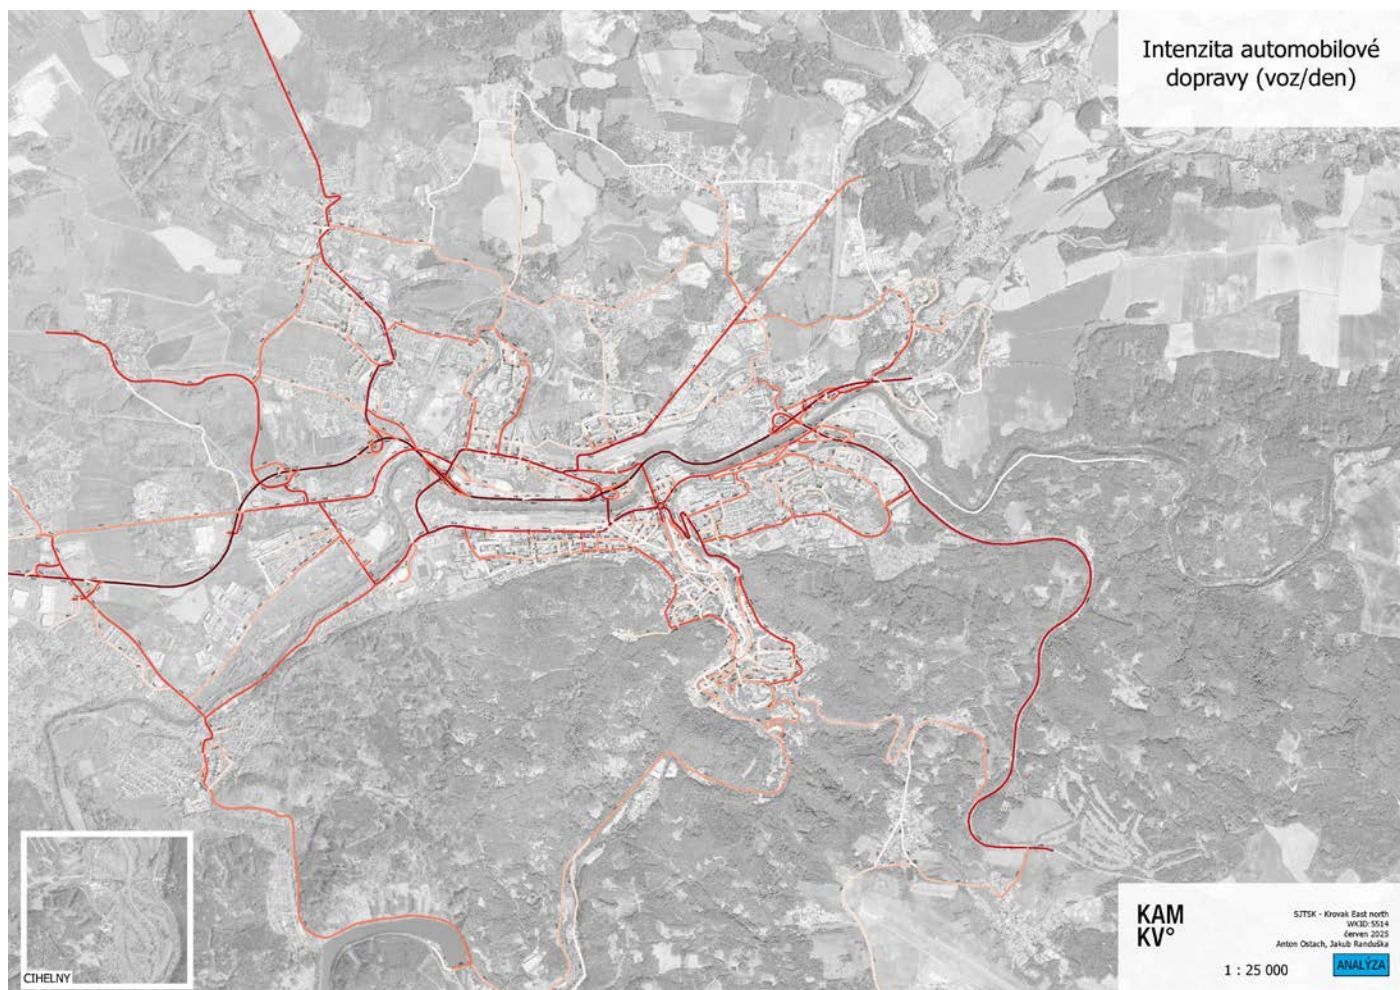 Intenzita automobilové
dopravy (voz/den)
CIHELNY
KAM
KV°
SJTSK - Krovak East north
WKID: 5514
červen 2025
Anton Ostach, Jakub Randuška
1 : 25 000
ANALÝZA